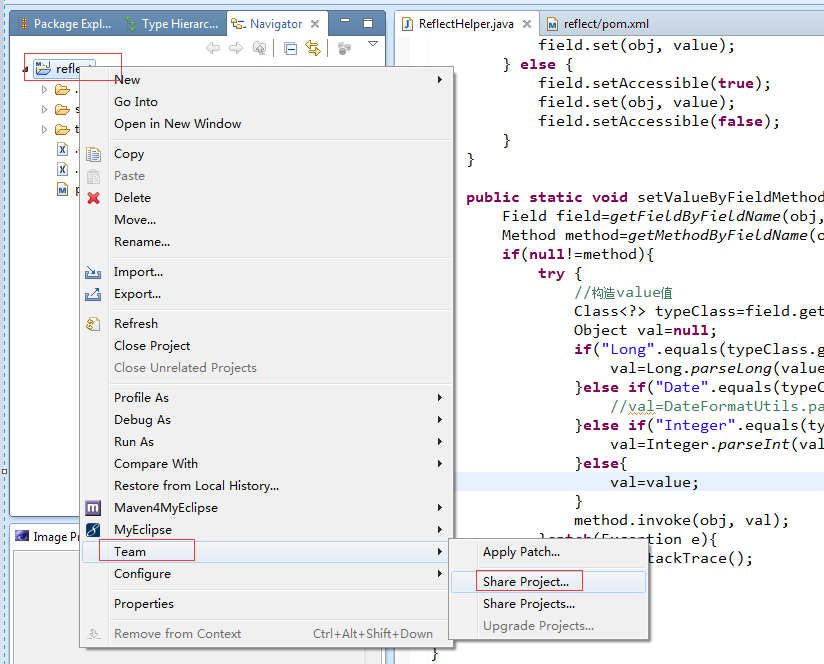 Package Expl...
Type Hierarc...
Navigator
ReflectHelper.java
reflect/pom.xml
New
Go Into
Open in New Window
Copy
Paste
Delete
Move...
Rename...
Import...
Export...
Refresh
Close Project
Close Unrelated Projects
Profile As
Debug As
Run As
Compare With
Restore from Local History...
Maven4MyEclipse
MyEclipse
Team
Configure
Properties
Remove from Context Ctrl+Alt+Shift+Down
Apply Patch...
Share Project...
Share Projects...
Upgrade Projects...
field.set(obj, value);
} else {
field.setAccessible(true);
field.set(obj, value);
field.setAccessible(false);
}
}
public static void setValueByFieldMethod
Field field=getFieldByFieldName(obj,
Method method=getMethodByFieldName(o
if(null!=method){
try {
//构造value值
Class<?> typeClass=field.get
Object val=null;
if("Long".equals(typeClass.g
val=Long.parseLong(value
}else if("Date".equals(typeC
//val=DateFormatUtils.pa
}else if("Integer".equals(ty
val=Integer.parseInt(val
}else{
val=value;
}
method.invoke(obj, val);
(Exception e){
tackTrace();
}